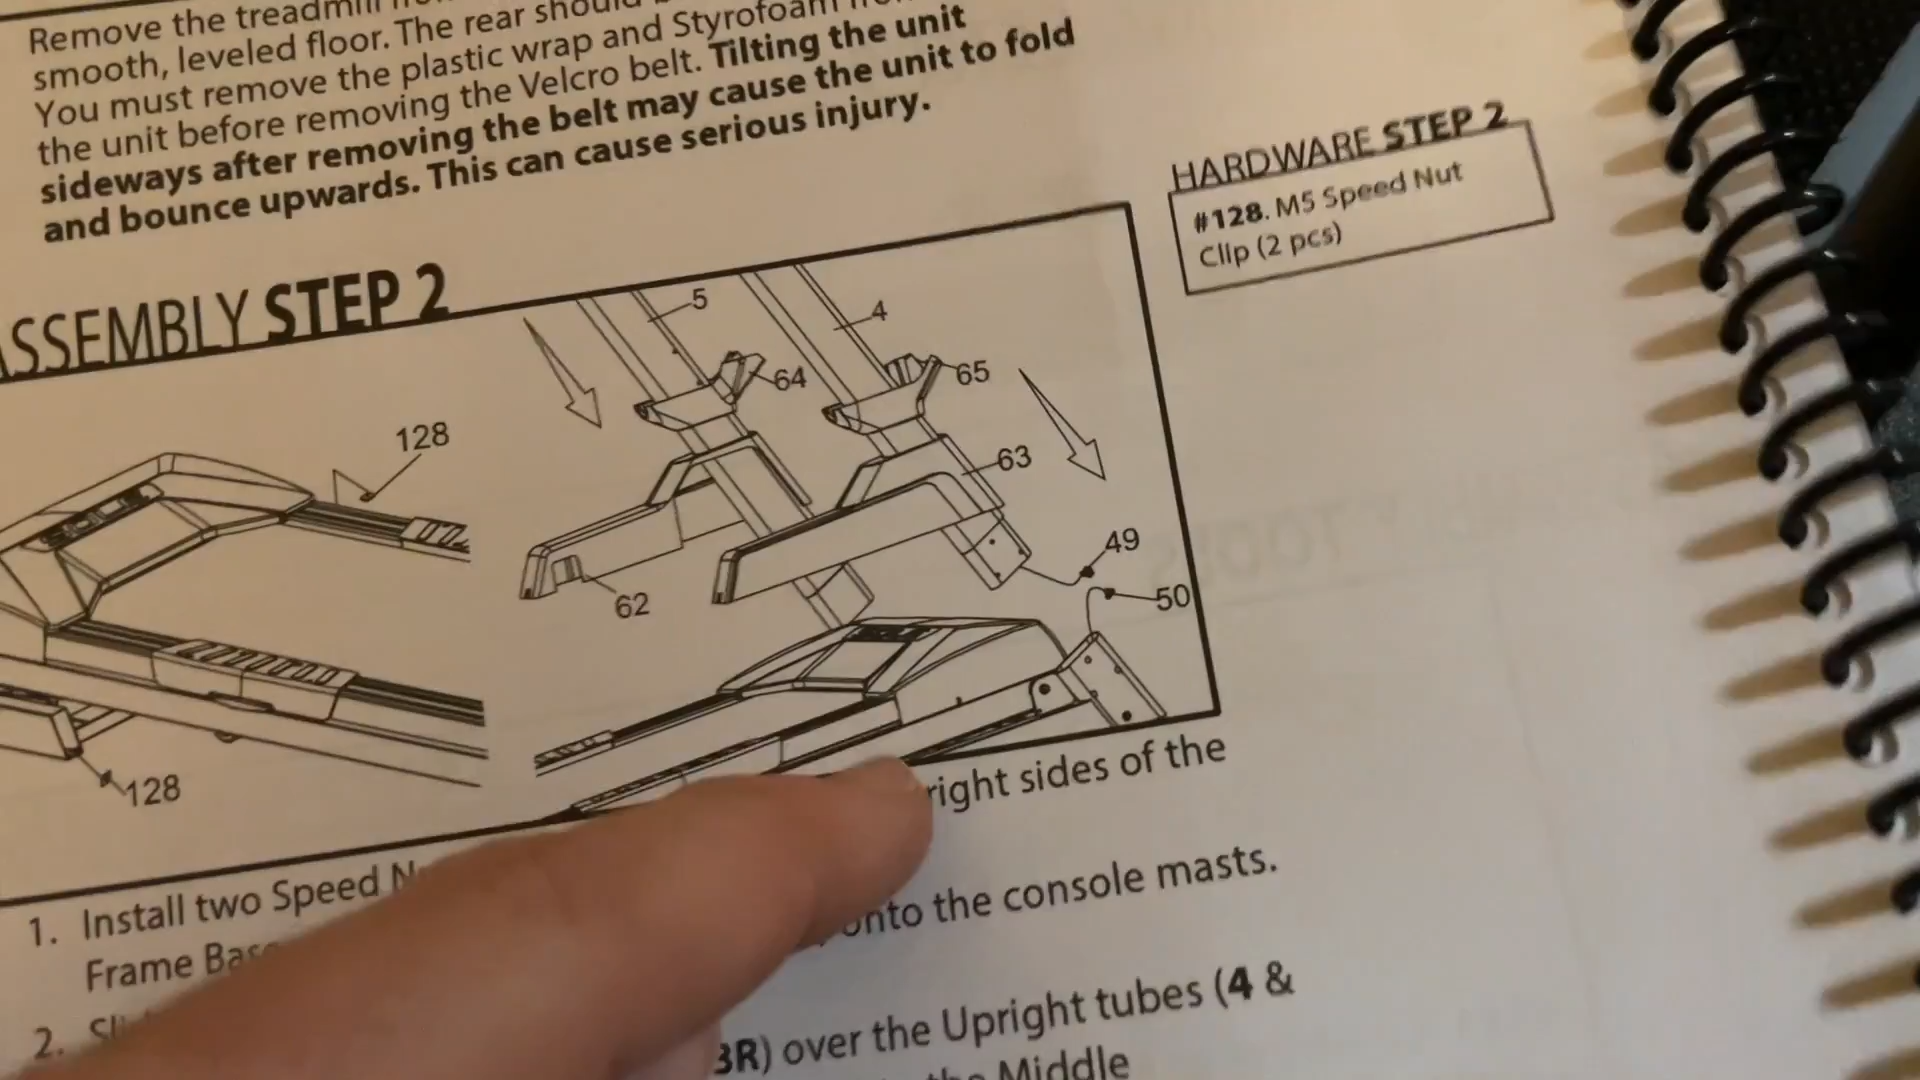 Remove the treadmill
smooth, leveled floor. The rear should
You must remove the plastic wrap and Styrofoam
the unit before removing the Velcro belt. Tilting the unit
sideways after removing the belt may cause the unit to fold
and bounce upwards. This can cause serious injury.
HARDWARE STEP 2
#128. M5 Speed Nut
Clip (2 pcs)
ASSEMBLY STEP 2
5
4
64
65
128
63
49
50
62
128
1. Install two Speed right sides of the
Frame
onto the console masts.
2.
3R) over the Upright tubes (4 &
the Middle